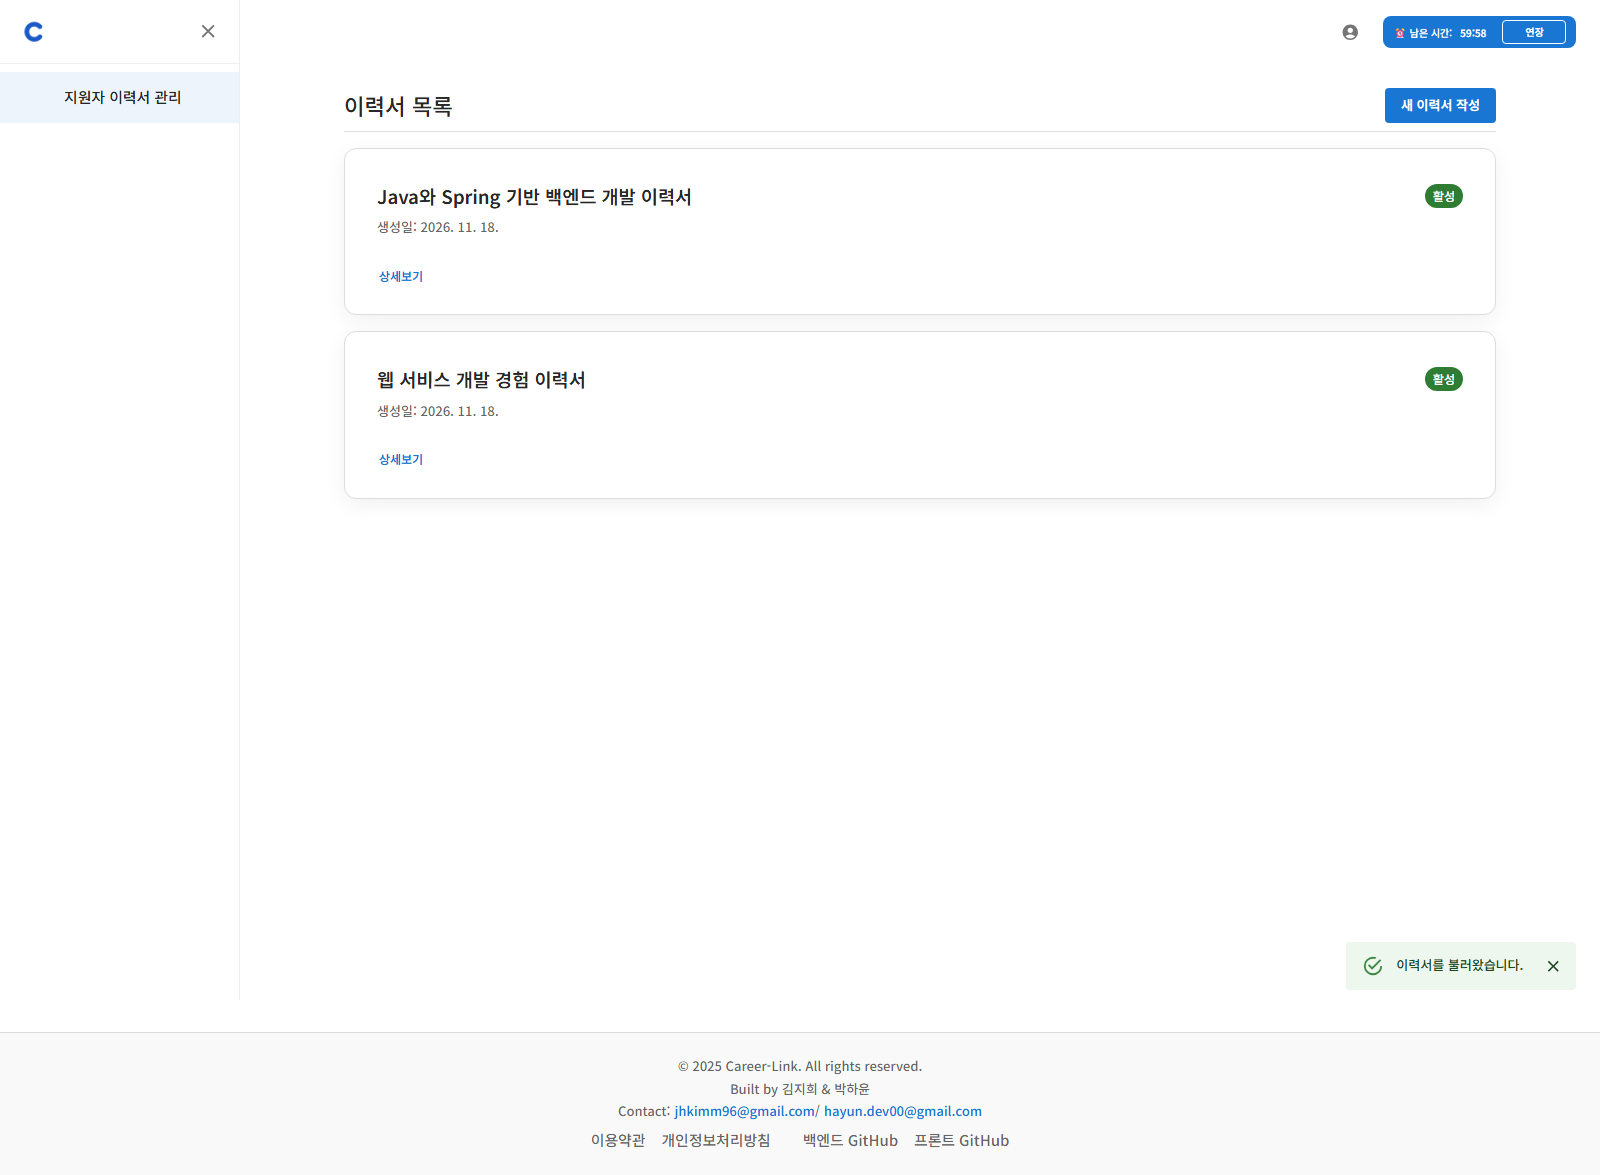 C
지원자 이력서 관리
남은 시간: 59:58
연장
이력서 목록
새 이력서 작성
Java와 Spring 기반 백엔드 개발 이력서
활성
생성일: 2026. 11. 18.
상세보기
웹 서비스 개발 경험 이력서
활성
생성일: 2026. 11. 18.
상세보기
이력서를 불러왔습니다.
© 2025 Career-Link. All rights reserved.
Built by 김지희 & 박하윤
Contact: jhkimm96@gmail.com/ hayun.dev00@gmail.com
이용약관 개인정보처리방침 백엔드 GitHub 프론트 GitHub